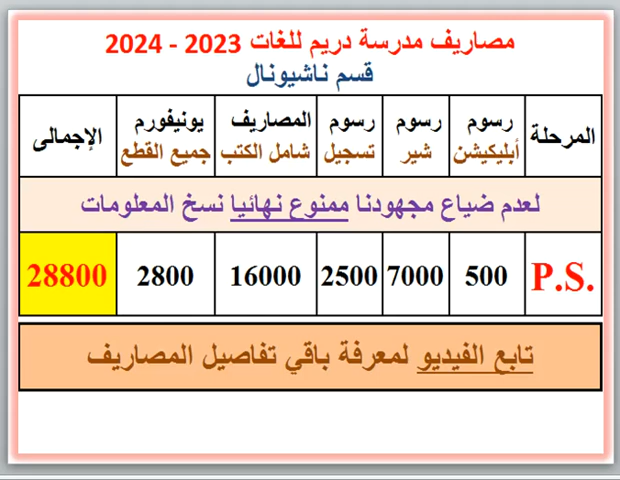 مصاريف مدرسة دريم للغات 2023 - 2024
قسم ناشيونال
المرحلة رسوم أبليكيشن رسوم شير رسوم تسجيل المصاريف شامل الكتب يونيفورم جميع القطع الإجمالى
لعدم ضياع مجهودنا ممنوع نهائيا نسخ المعلومات
P.S. 500 7000 2500 16000 2800 28800
تابع الفيديو لمعرفة باقي تفاصيل المصاريف